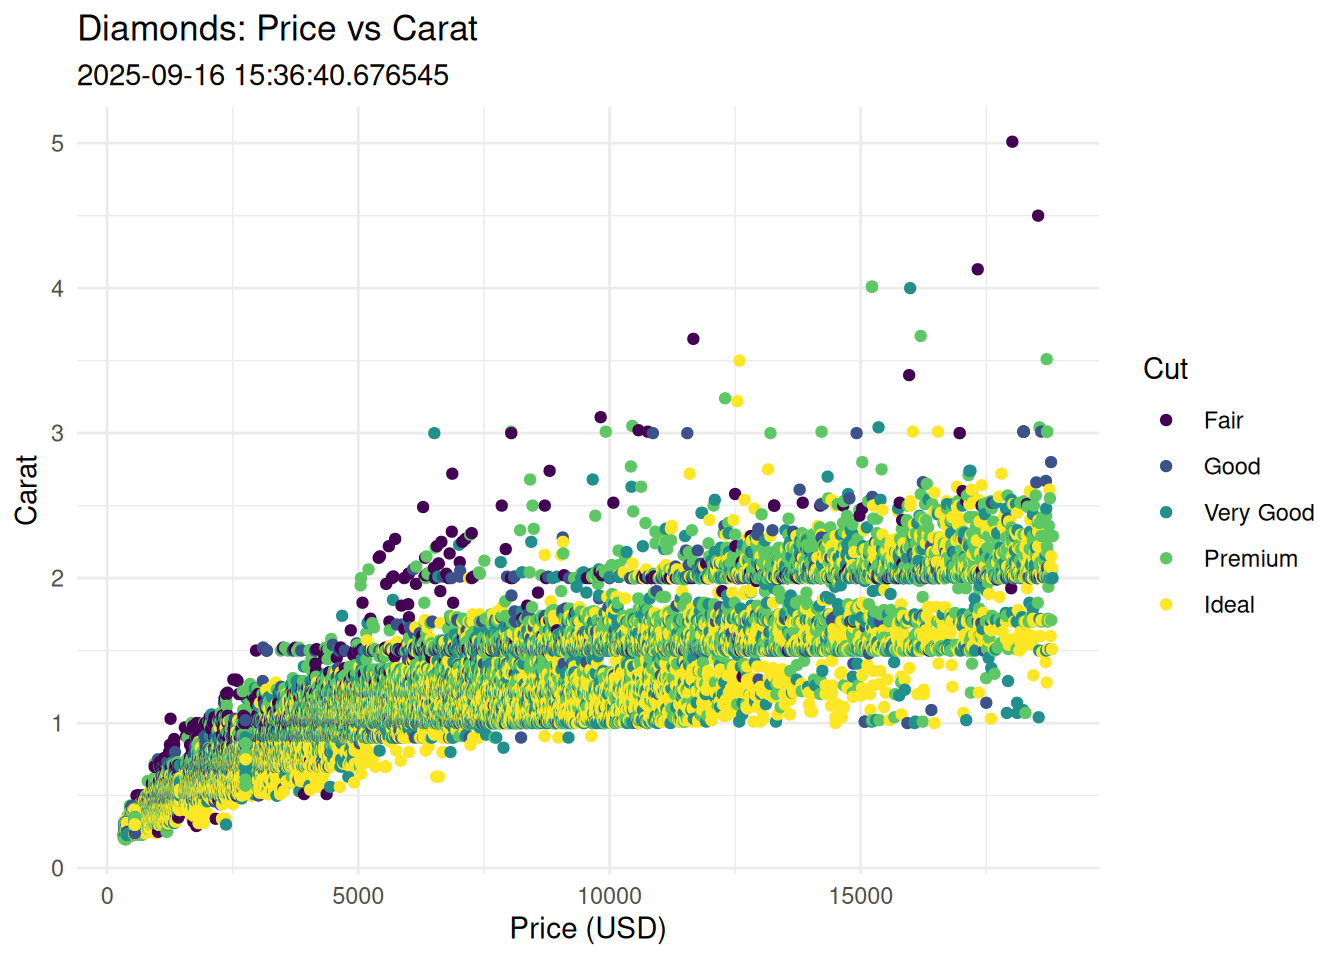 Diamonds: Price vs Carat
2025-09-16 15:36:40.676545
5
4
3
2
1
0
Carat
0 5000 10000 15000
Price (USD)
Cut
Fair
Good
Very Good
Premium
Ideal